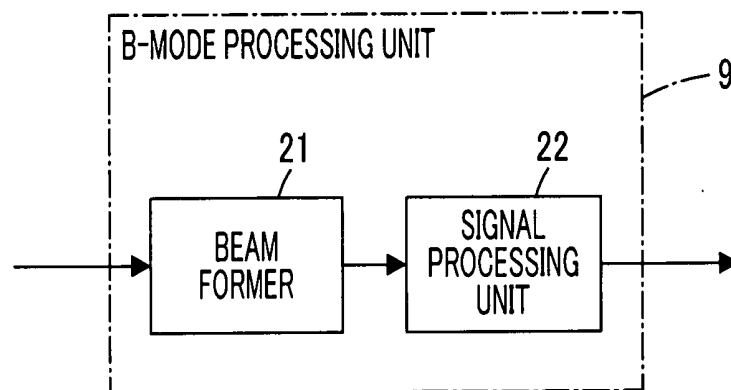 B-MODE PROCESSING UNIT
9
21
22
BEAM
FORMER
SIGNAL
PROCESSING
UNIT